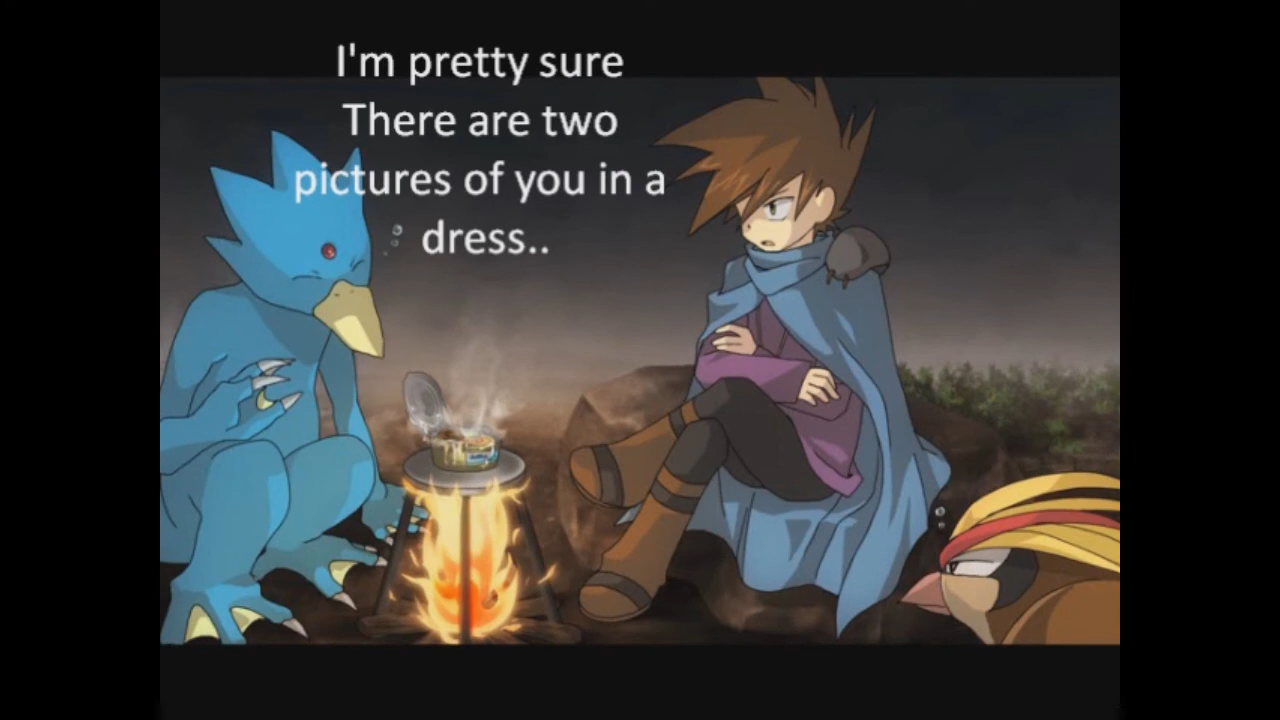 I'm pretty sure
There are two
pictures of you in a
dress..